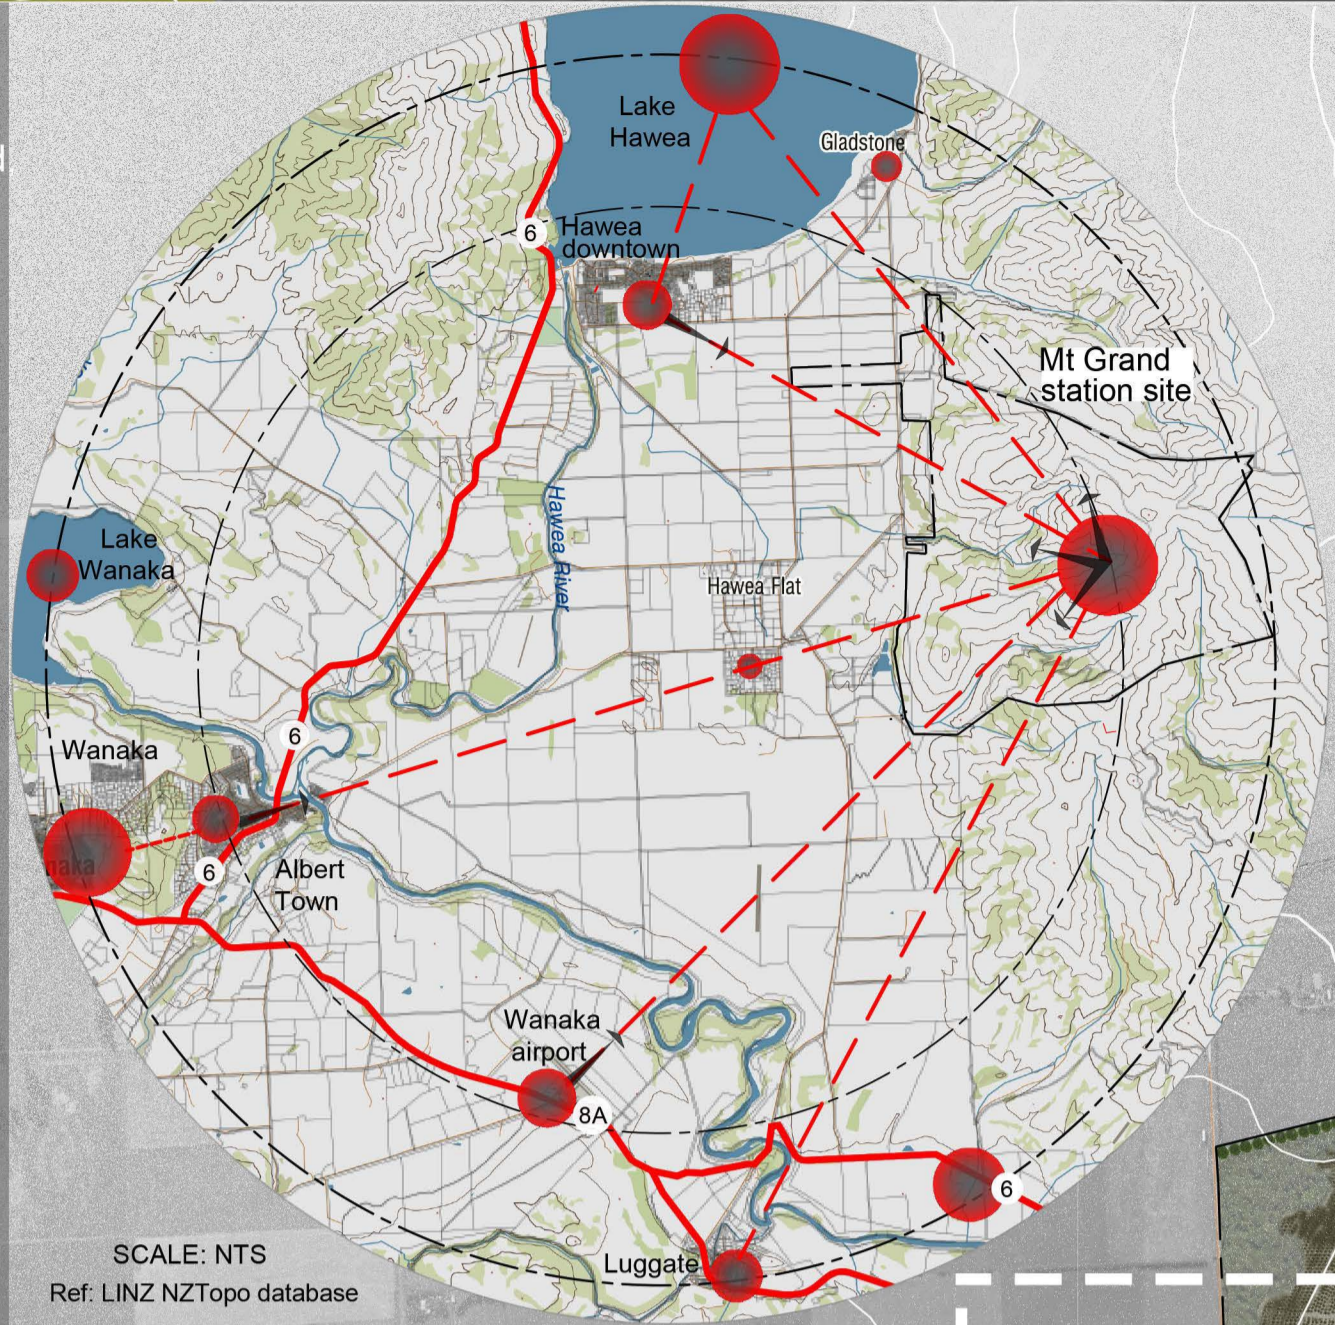 Lake
Hawea
Gladstone
6
Hawea
downtown
Mt Grand
station site
Hawea River
Lake
Wanaka
Hawea Flat
6
Wanaka
6
naka
Albert
Town
Wanaka
airport
8A
6
Luggate
SCALE: NTS
Ref: LINZ NZTopo database